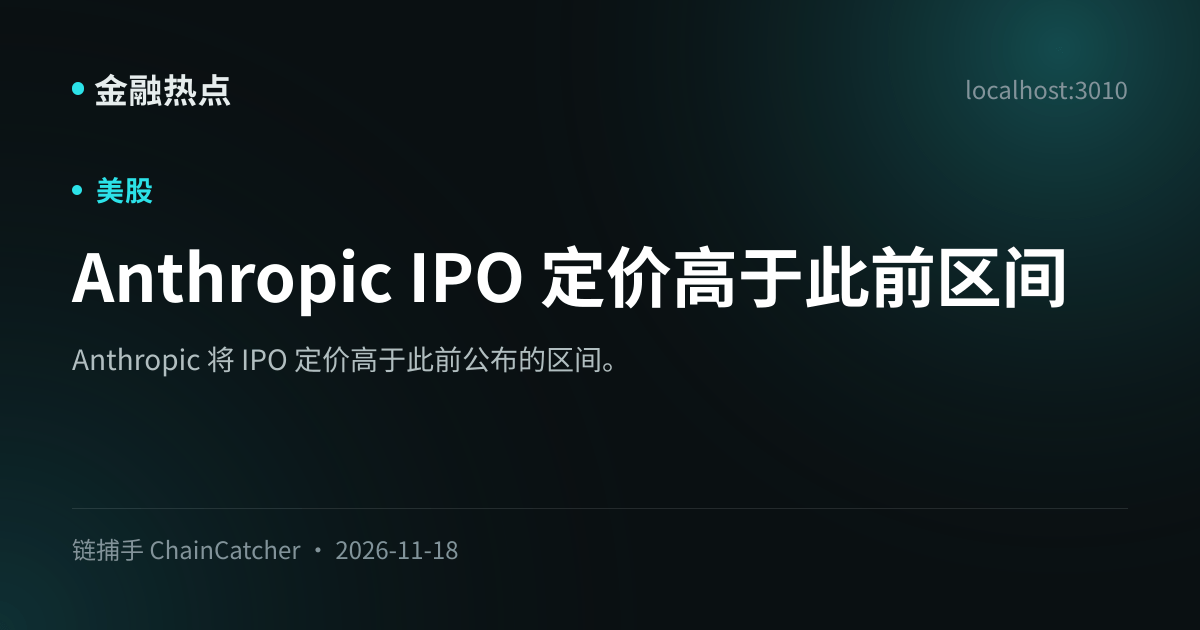 金融热点
localhost:3010
美股
Anthropic IPO 定价高于此前区间
Anthropic 将 IPO 定价高于此前公布的区间。
链捕手 ChainCatcher · 2026-11-18